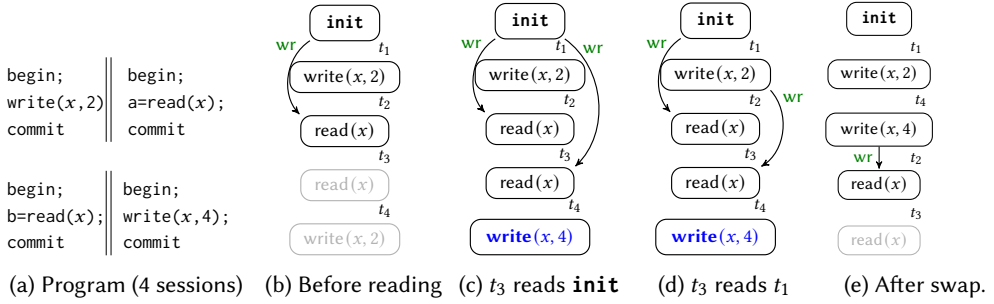 begin;
write(x,2)
commit
begin;
a=read(x);
commit
begin;
b=read(x);
commit
begin;
write(x,4);
commit
(a) Program (4 sessions)
init
wr
t1
write(x, 2)
t2
read(x)
t3
read(x)
t4
write(x, 2)
(b) Before reading
init
wr
t1
wr
write(x, 2)
t2
read(x)
t3
read(x)
t4
write(x, 4)
(c) t3 reads init
init
wr
t1
write(x, 2)
wr
t2
read(x)
t3
read(x)
t4
write(x, 4)
(d) t3 reads t1
init
t1
write(x, 2)
t4
write(x, 4)
wr
t2
read(x)
t3
read(x)
(e) After swap.